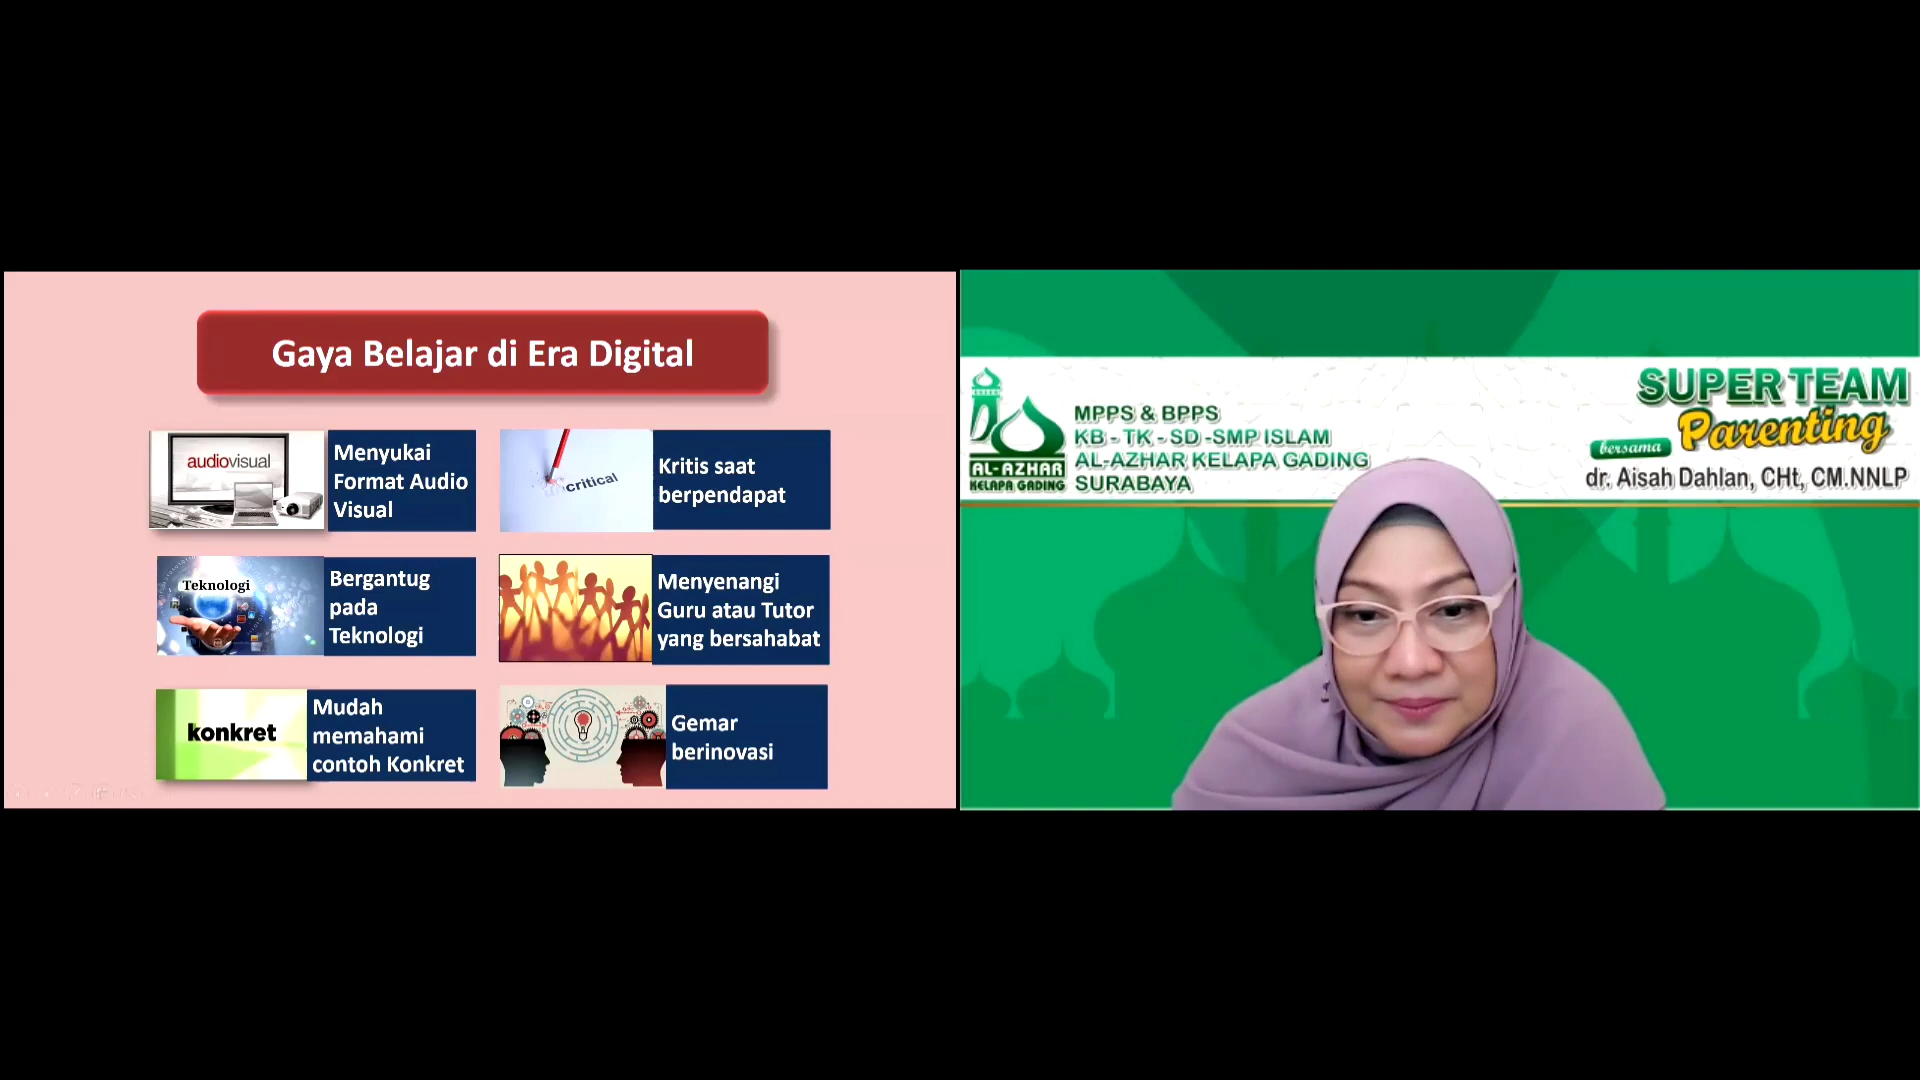 Gaya Belajar di Era Digital
audiovisual
Menyukai
Format Audio
Visual
critical
Kritis saat
berpendapat
Teknologi
Bergantug
pada
Teknologi
Menyenangi
Guru atau Tutor
yang bersahabat
konkret
Mudah
memahami
contoh Konkret
Gemar
berinovasi
AL-AZHAR
KELAPA GADING
MPPS & BPPS
KB - TK - SD -SMP ISLAM
AL-AZHAR KELAPA GADING
SURABAYA
SUPER TEAM
Parenting
bersama
dr. Aisah Dahlan, CHt, CM.NNLP